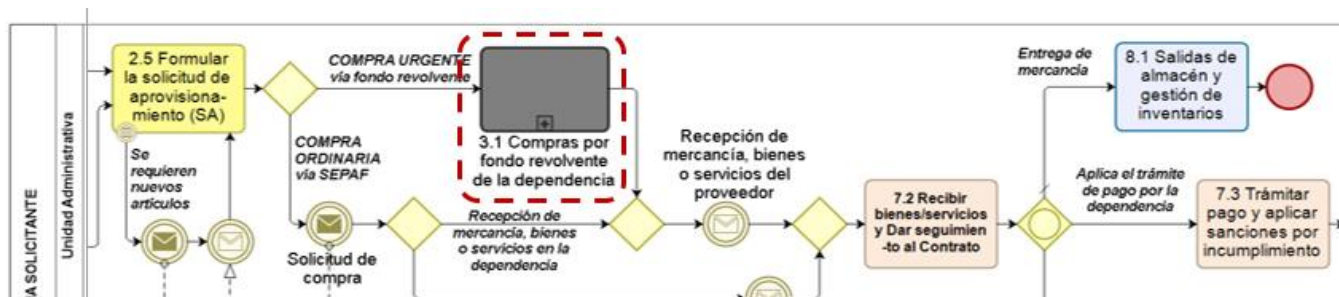 2.5 Formular
la solicitud de
aprovisiona-
miento (SA)
COMPRA URGENTE
vía fondo revolvente
3.1 Compras por
fondo revolvente
de la dependencia
Se
requieren
nuevos
artículos
COMPRA
ORDINARIA
vía SEPAF
Solicitud de
compra
Recepción de
mercancía, bienes
o servicios en la
dependencia
Recepción de
mercancía, bienes
o servicios del
proveedor
7.2 Recibir
bienes/servicios
y Dar seguimien
-to al Contrato
Entrega de
mercancía
8.1 Salidas de
almacén y
gestión de
inventarios
Aplica el trámite
de pago por la
dependencia
7.3 Trámitar
pago y aplicar
sanciones por
incumplimiento
Unidad Administrativa
A SOLICITANTE